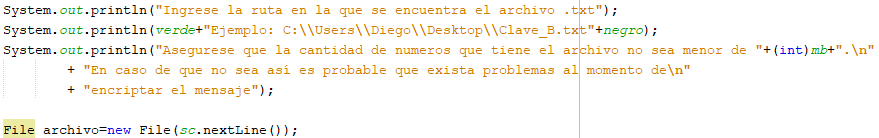 System.out.println("Ingrese la ruta en la que se encuentra el archivo .txt");
System.out.println(verde+"Ejemplo: C:\\Users\\Diego\\Desktop\\Clave_B.txt"+negro);
System.out.println("Asegurese que la cantidad de numeros que tiene el archivo no sea menor de "+(int)mb+".\n"
+ "En caso de que no sea así es probable que exista problemas al momento de\n"
+ "encriptar el mensaje");
File archivo=new File(sc.nextLine());